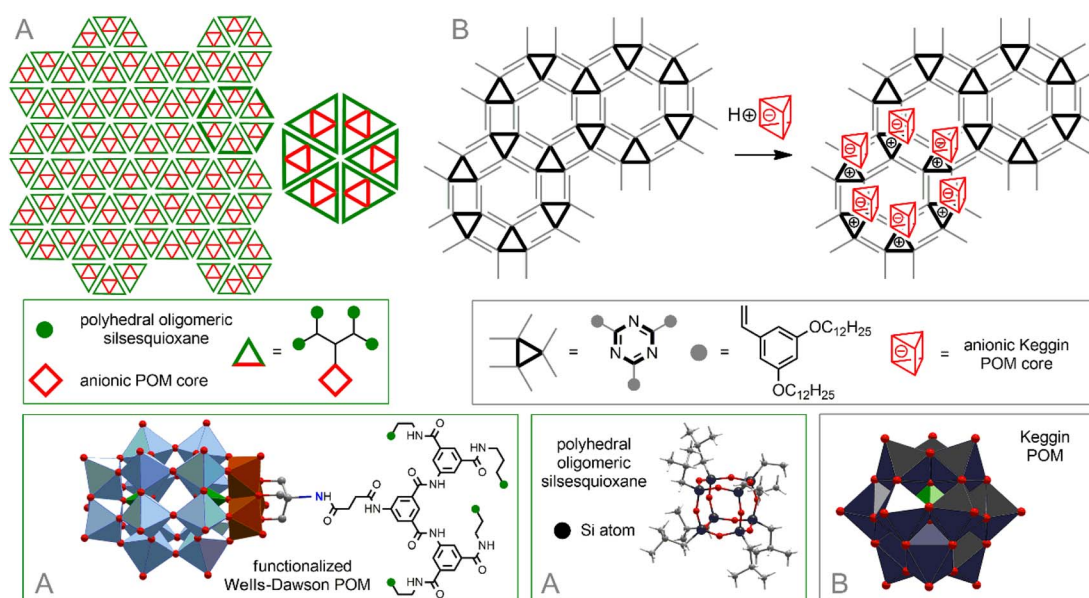 A
B
H⊕
⊖
⊖
⊖
⊖
⊖
⊖
⊖
⊕
⊕
⊕
⊕
⊕
⊕
polyhedral oligomeric
silsesquioxane
anionic POM core
=
=
N
N
N
=
OC12H25
OC12H25
⊖
=
anionic Keggin
POM core
A
functionalized
Wells-Dawson POM
NH
O
O
HN
O
HN
O
NH
O
NH
O
NH
O
O
HN
O
NH
O
HN
A
polyhedral
oligomeric
silsesquioxane
Si atom
B
Keggin
POM